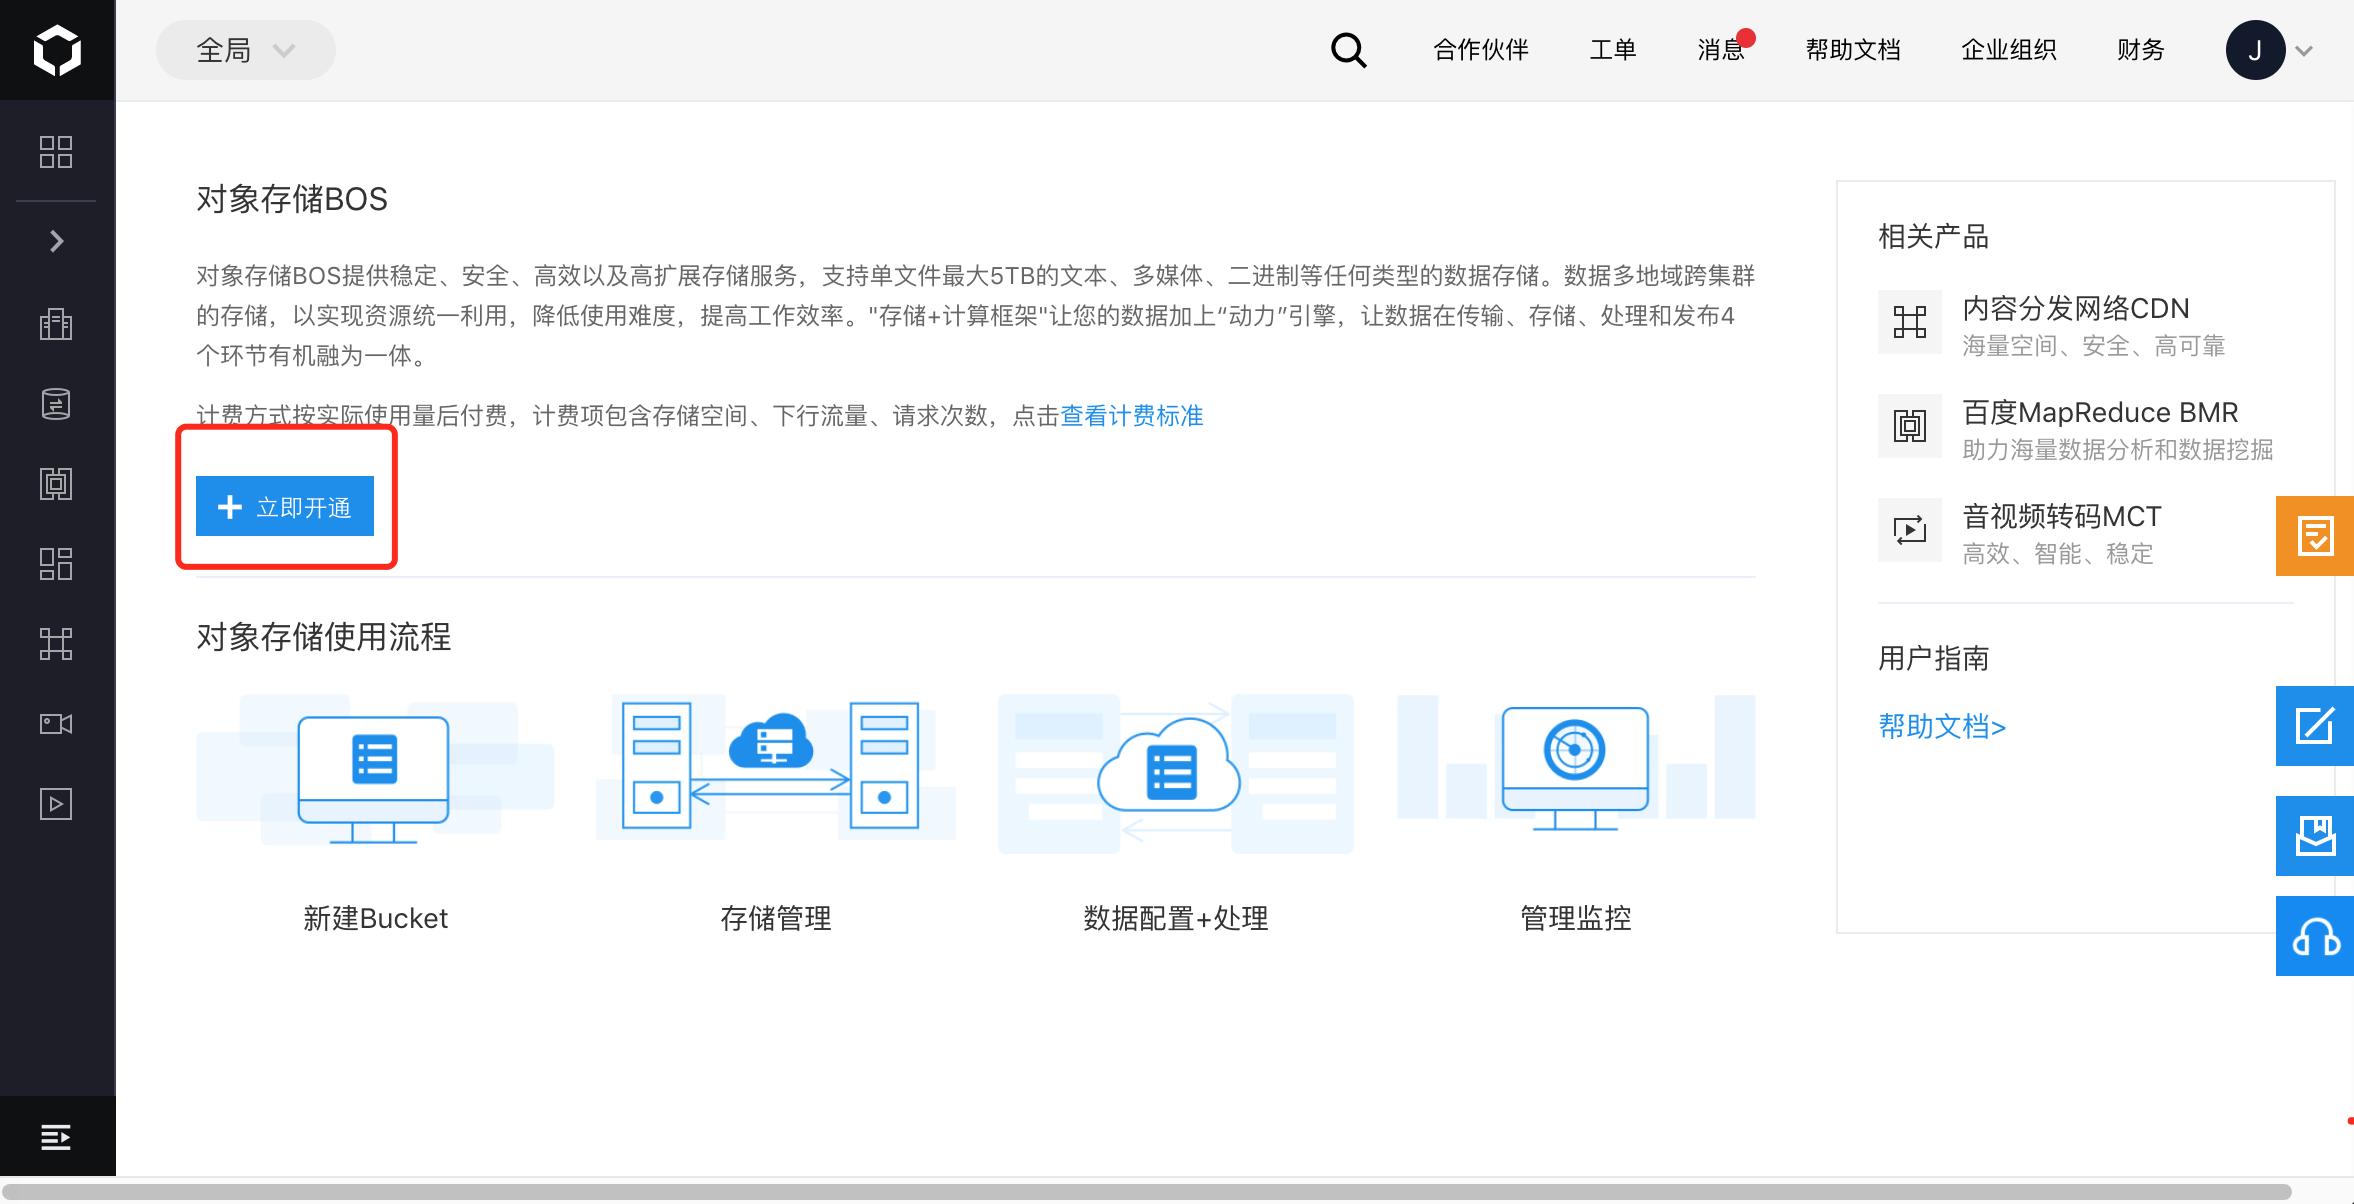 全局
合作伙伴
工单
消息
帮助文档
企业组织
财务
J
对象存储BOS
对象存储BOS提供稳定、安全、高效以及高扩展存储服务，支持单文件最大5TB的文本、多媒体、二进制等任何类型的数据存储。数据多地域跨集群
的存储，以实现资源统一利用，降低使用难度，提高工作效率。"存储+计算框架"让您的数据加上“动力”引擎，让数据在传输、存储、处理和发布4
个环节有机融为一体。
计费方式按实际使用量后付费，计费项包含存储空间、下行流量、请求次数，点击查看计费标准
立即开通
对象存储使用流程
新建Bucket
存储管理
数据配置+处理
管理监控
相关产品
内容分发网络CDN
海量空间、安全、高可靠
百度MapReduce BMR
助力海量数据分析和数据挖掘
音视频转码MCT
高效、智能、稳定
用户指南
帮助文档>